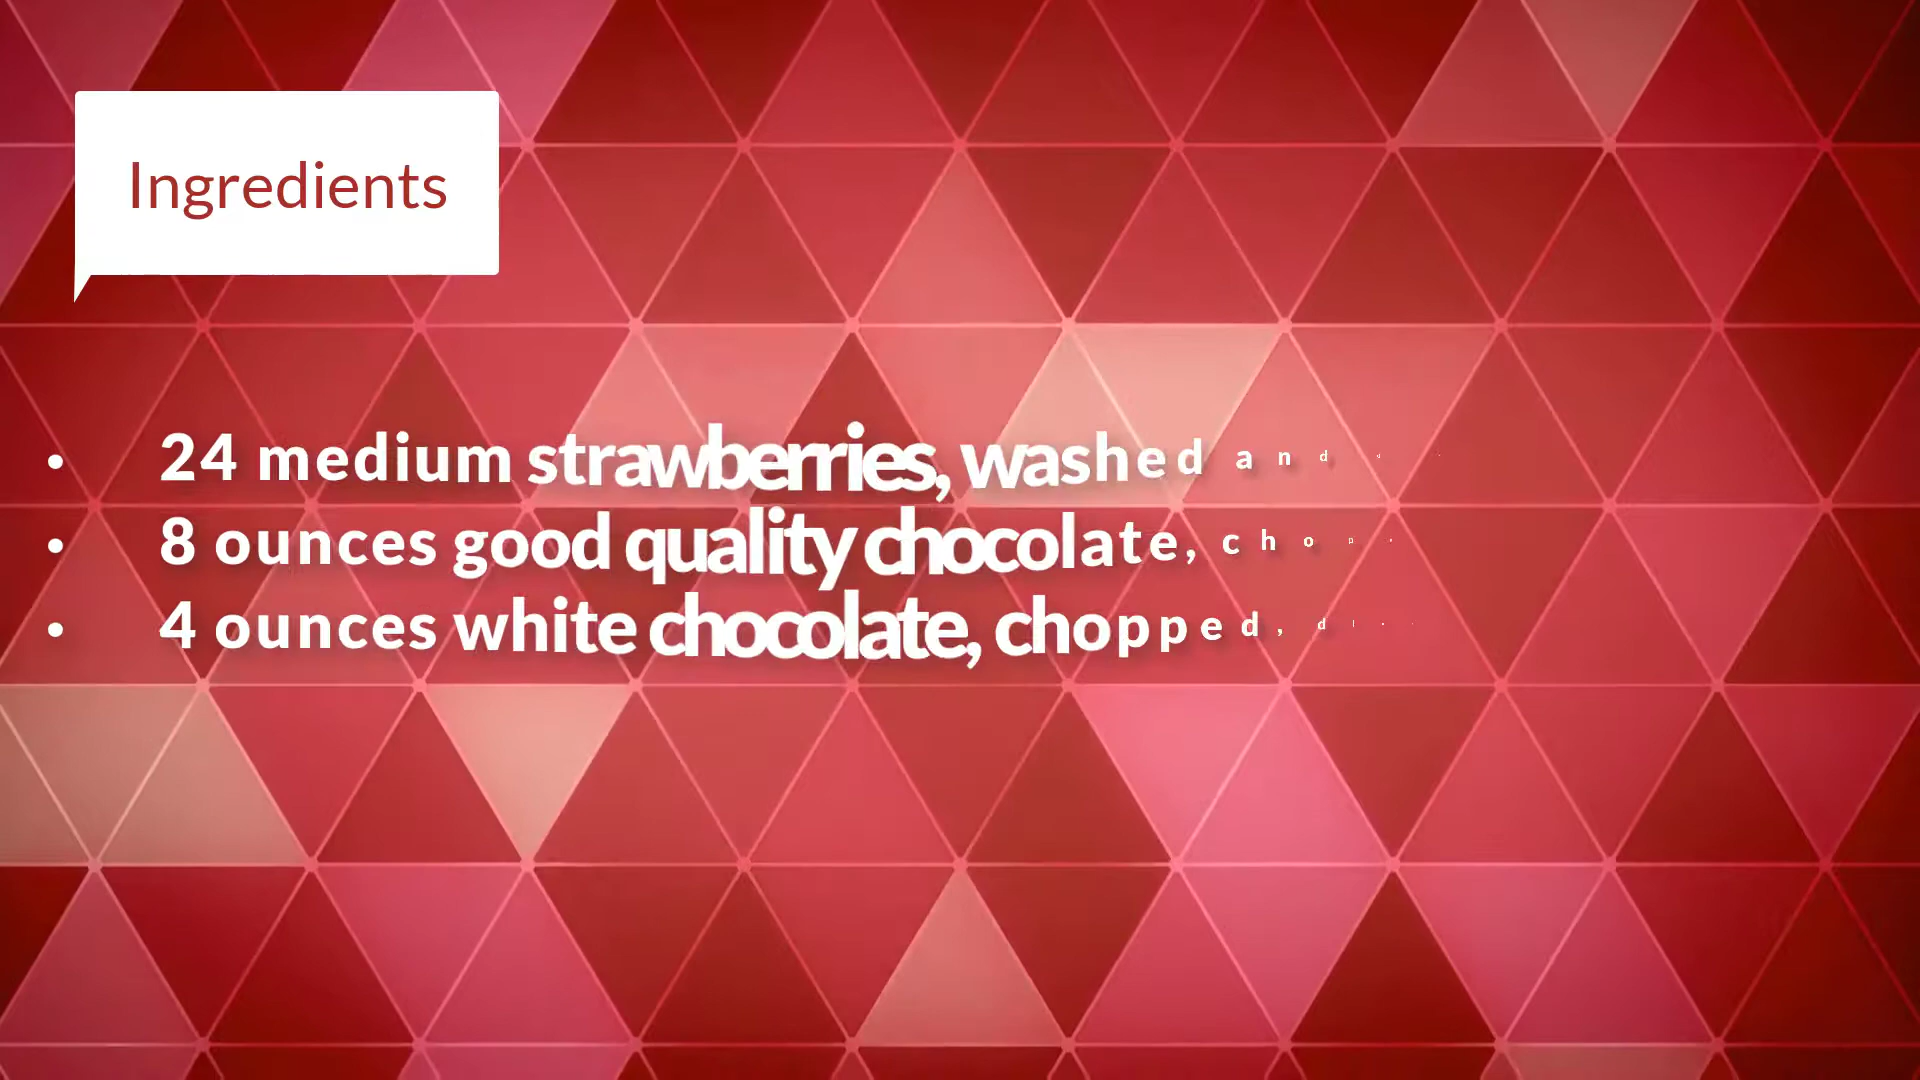 Ingredients
• 24 medium strawberries, washed and
• 8 ounces good quality chocolate,
• 4 ounces white chocolate, chopped,